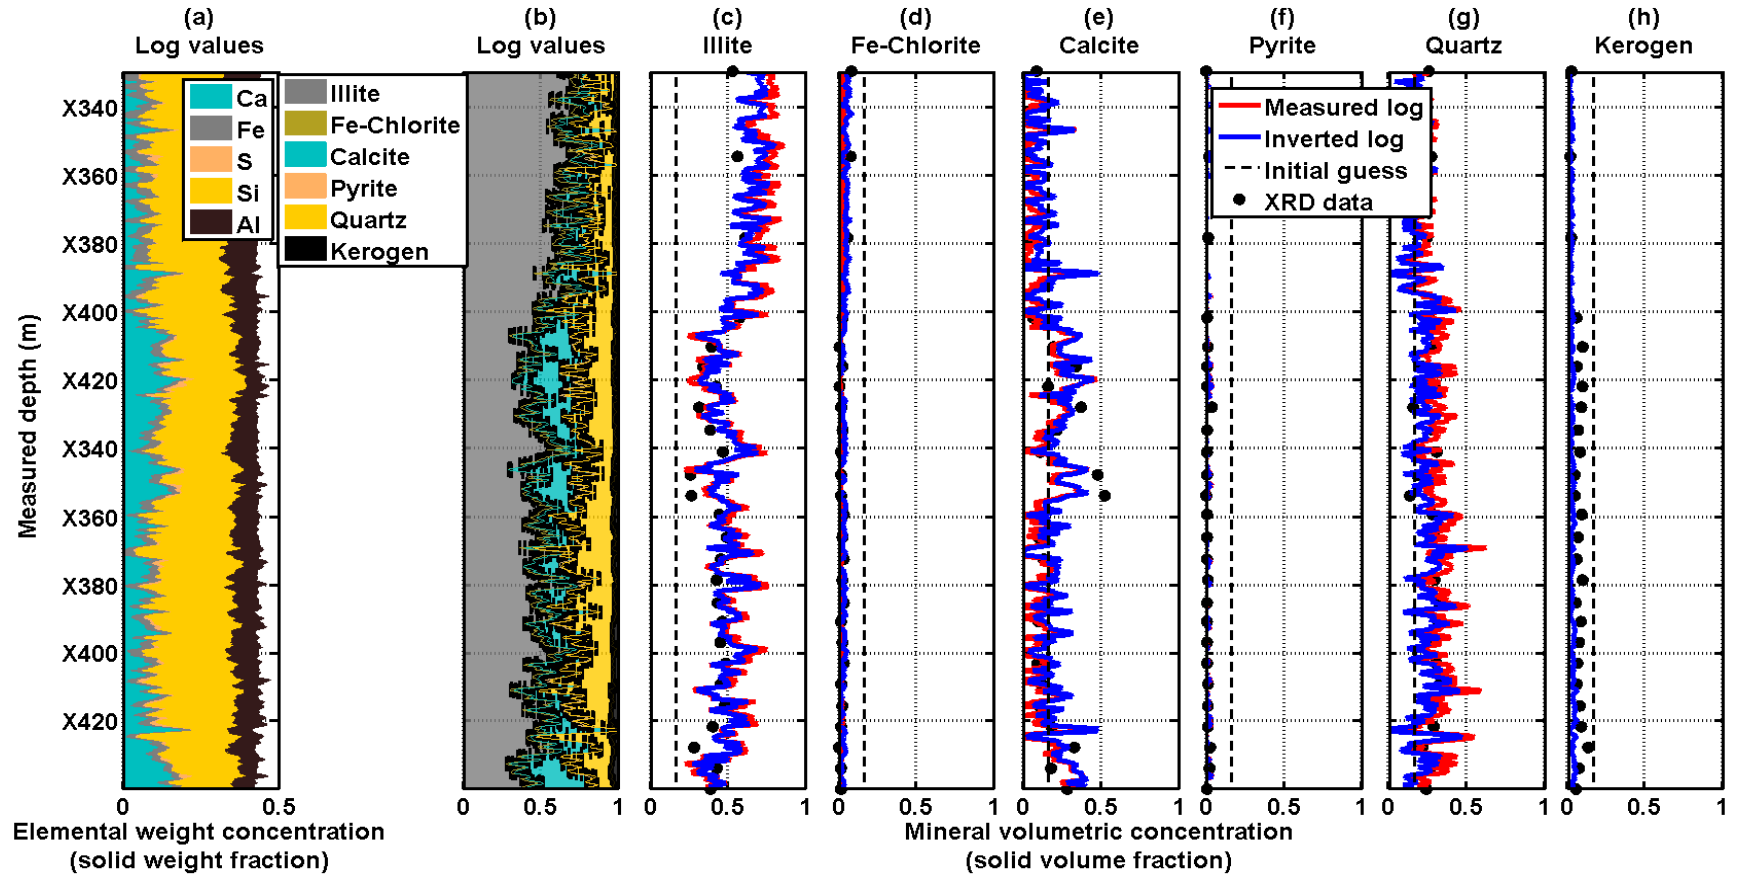 (a) (b) (c) (d) (e) (f) (g) (h)
Log values Log values Illite Fe-Chlorite Calcite Pyrite Quartz Kerogen
Ca
Fe
S
Si
Al
Illite
Fe-Chlorite
Calcite
Pyrite
Quartz
Kerogen
Measured log
Inverted log
Initial guess
XRD data
Measured depth (m)
X340
X360
X380
X400
X420
X340
X360
X380
X400
X420
0 0.5 0 0.5 1 0 0.5 1 0 0.5 1 0 0.5 1 0 0.5 1 0 0.5 1 0 0.5 1
Elemental weight concentration
(solid weight fraction)
Mineral volumetric concentration
(solid volume fraction)